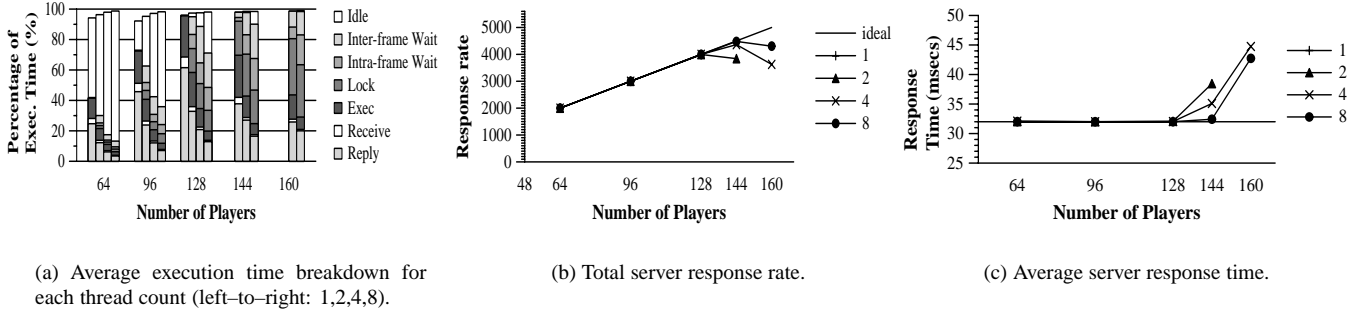 Percentage of
Exec. Time (%)
100
80
60
40
20
0
64
96
128
144
160
Number of Players
Idle
Inter-frame Wait
Intra-frame Wait
Lock
Exec
Receive
Reply
(a) Average execution time breakdown for
each thread count (left–to–right: 1,2,4,8).
Response rate
5000
4000
3000
2000
1000
0
48
64
96
128
144
160
Number of Players
ideal
1
2
4
8
(b) Total server response rate.
Response
Time (msecs)
50
45
40
35
30
25
64
96
128
144
160
Number of Players
1
2
4
8
(c) Average server response time.